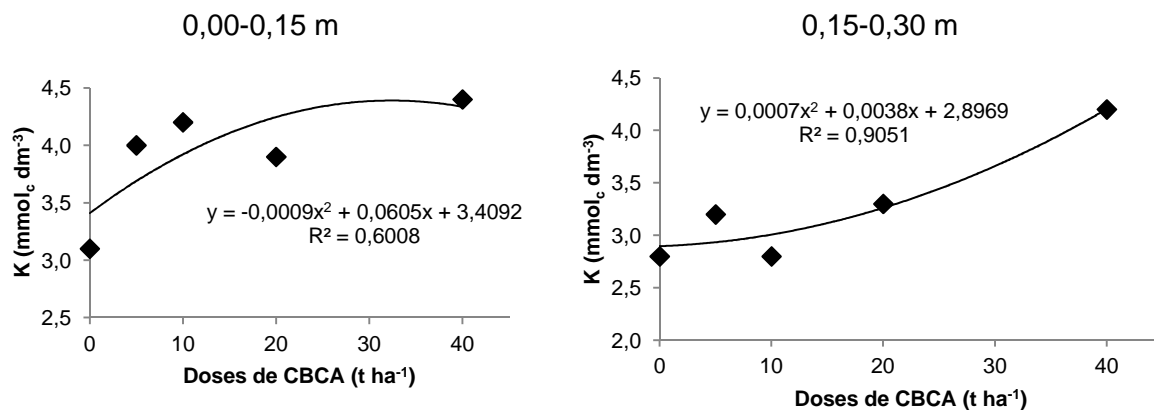 0,00-0,15 m
4,5
4,0
3,5
3,0
2,5
K (mmol_c dm⁻³)
y = -0,0009x² + 0,0605x + 3,4092
R² = 0,6008
0 10 20 30 40
Doses de CBCA (t ha⁻¹)
0,15-0,30 m
4,5
4,0
3,5
3,0
2,5
2,0
K (mmol_c dm⁻³)
y = 0,0007x² + 0,0038x + 2,8969
R² = 0,9051
0 10 20 30 40
Doses de CBCA (t ha⁻¹)